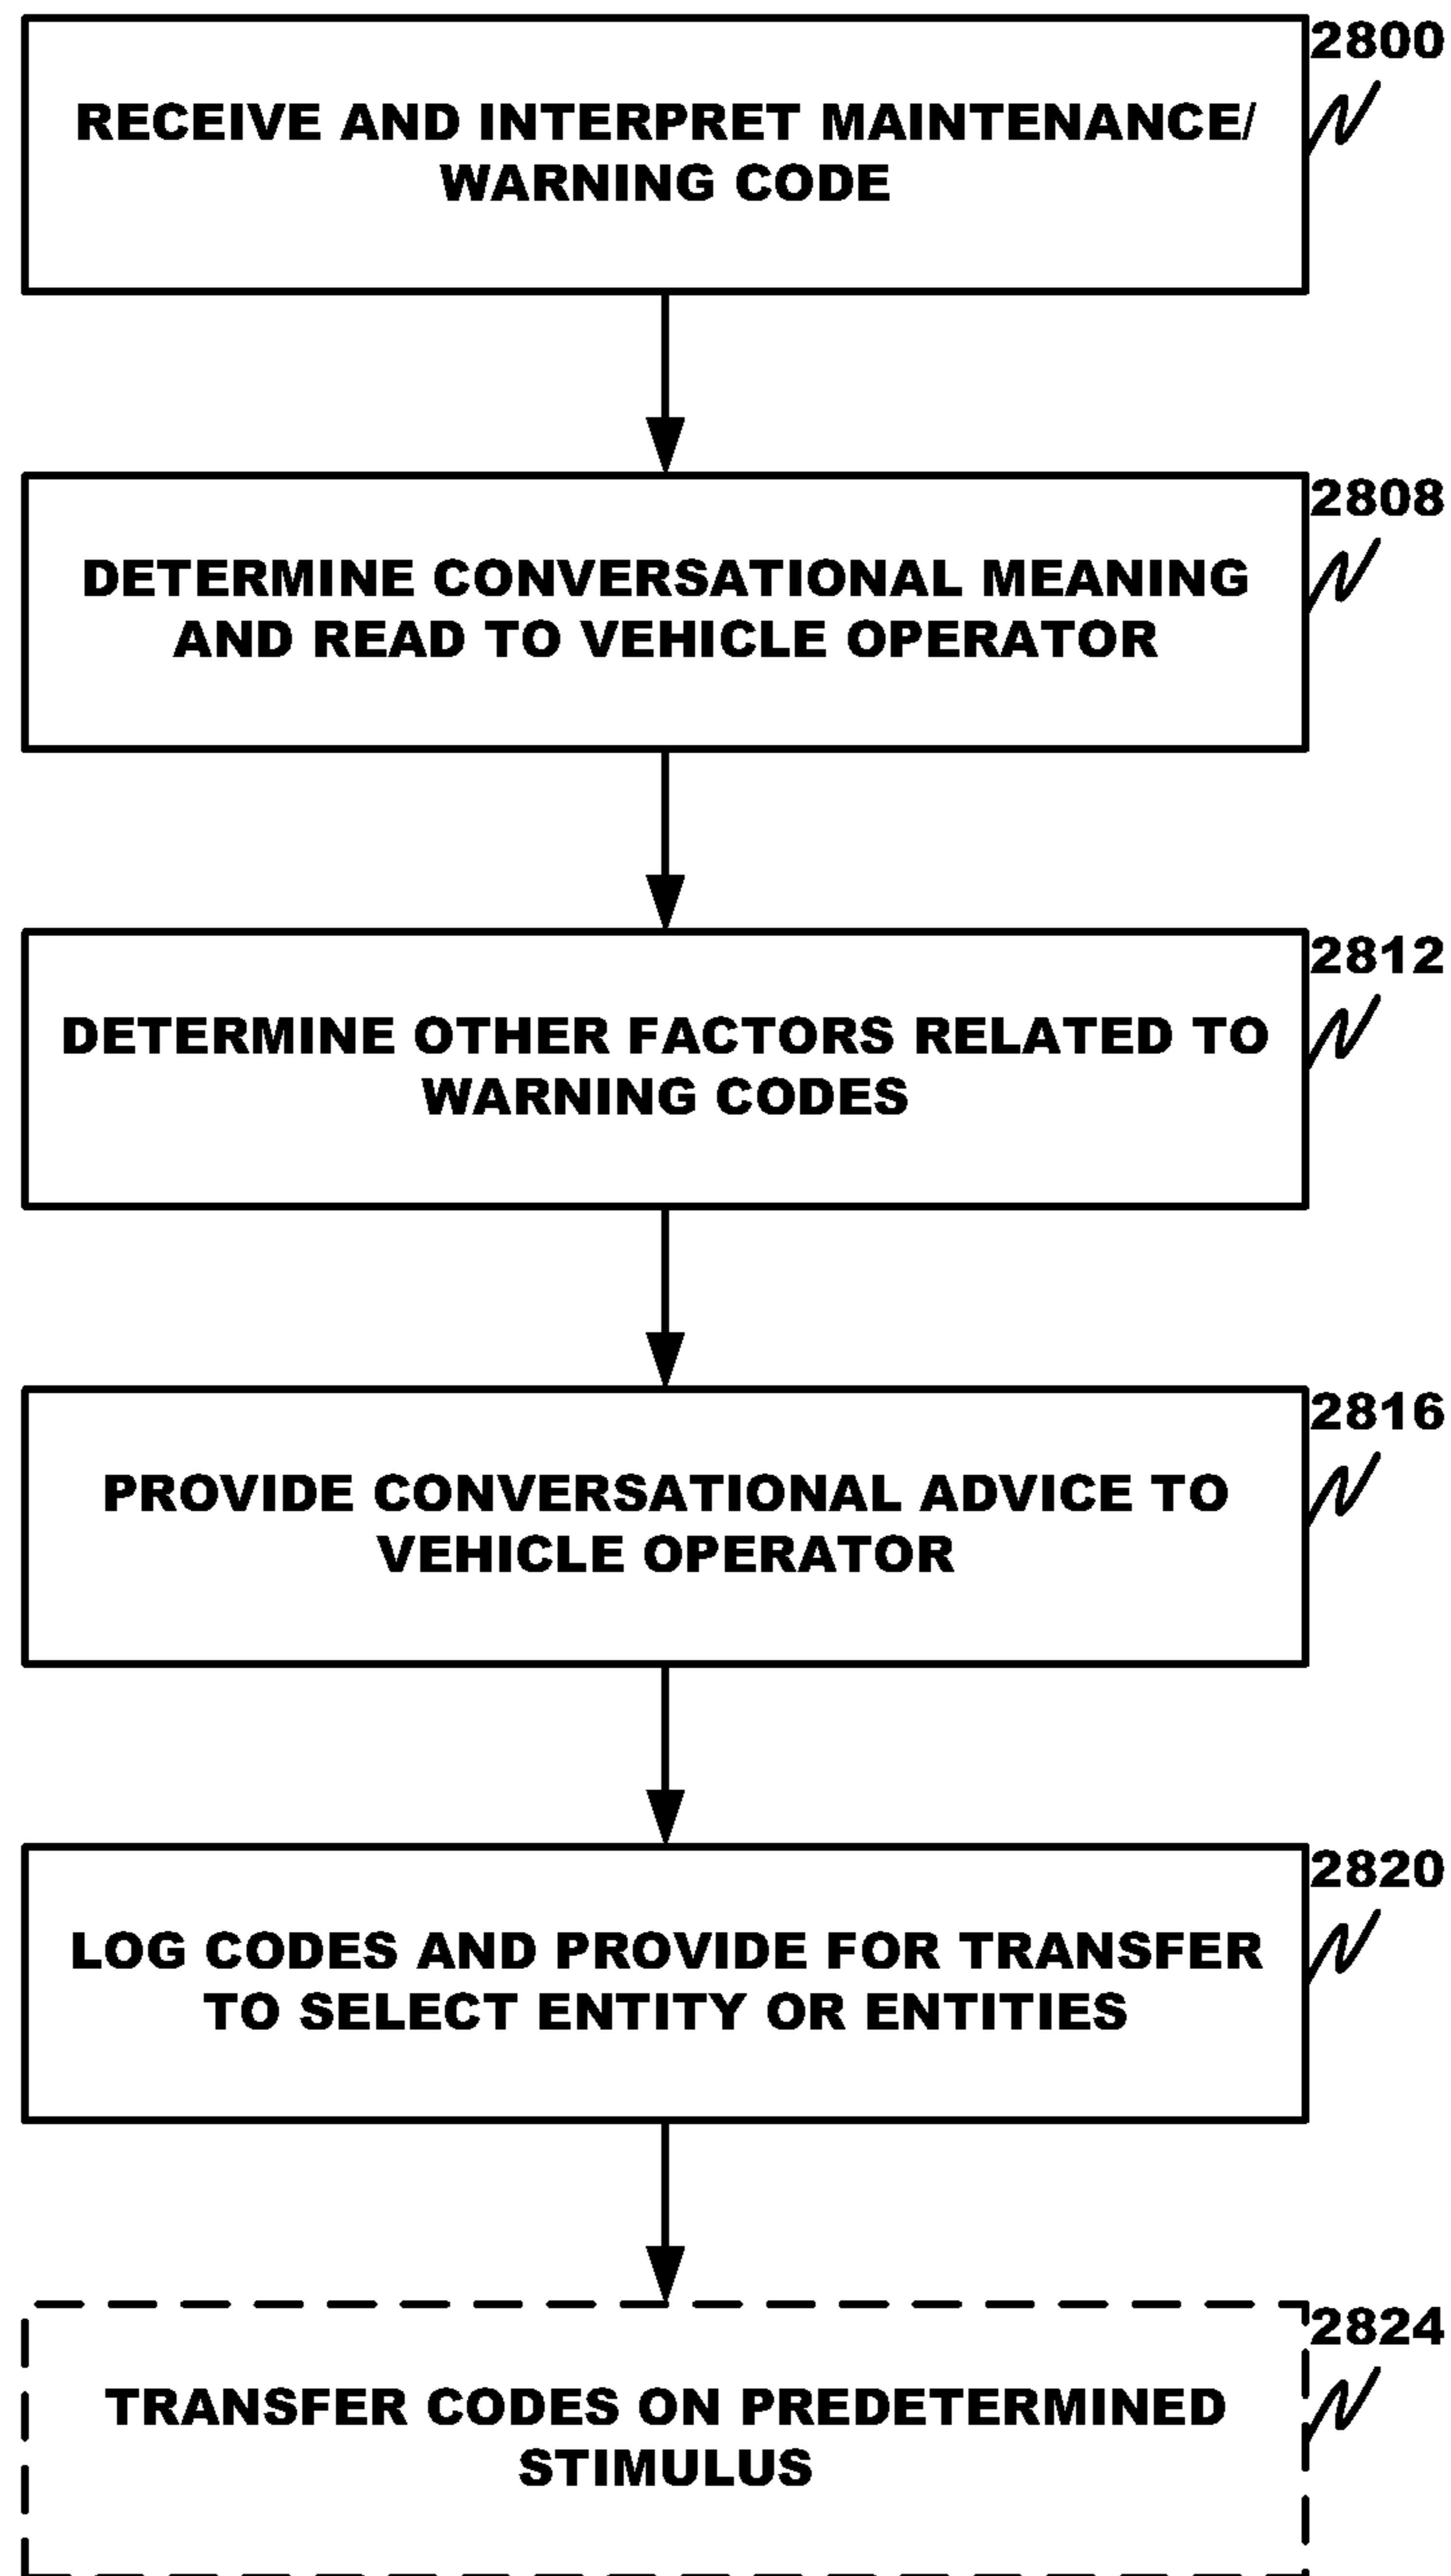 2800
RECEIVE AND INTERPRET MAINTENANCE/
WARNING CODE
2808
DETERMINE CONVERSATIONAL MEANING
AND READ TO VEHICLE OPERATOR
2812
DETERMINE OTHER FACTORS RELATED TO
WARNING CODES
2816
PROVIDE CONVERSATIONAL ADVICE TO
VEHICLE OPERATOR
2820
LOG CODES AND PROVIDE FOR TRANSFER
TO SELECT ENTITY OR ENTITIES
2824
TRANSFER CODES ON PREDETERMINED
STIMULUS